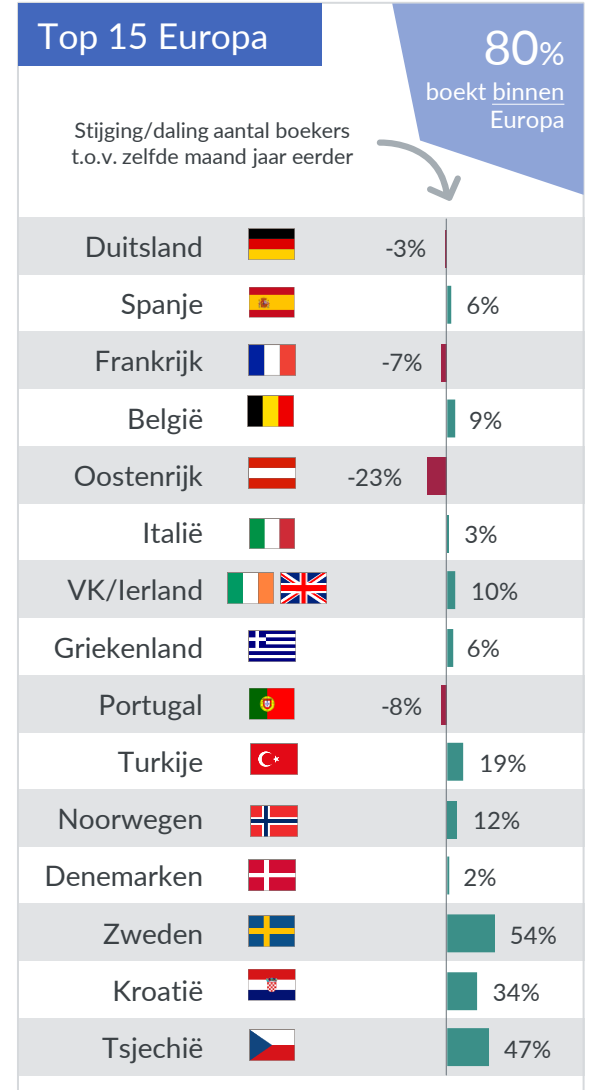 Top 15 Europa
80%
boekt binnen
Europa
Stijging/daling aantal boekers
t.o.v. zelfde maand jaar eerder
Duitsland -3%
Spanje 6%
Frankrijk -7%
België 9%
Oostenrijk -23%
Italië 3%
VK/Ierland 10%
Griekenland 6%
Portugal -8%
Turkije 19%
Noorwegen 12%
Denemarken 2%
Zweden 54%
Kroatië 34%
Tsjechië 47%